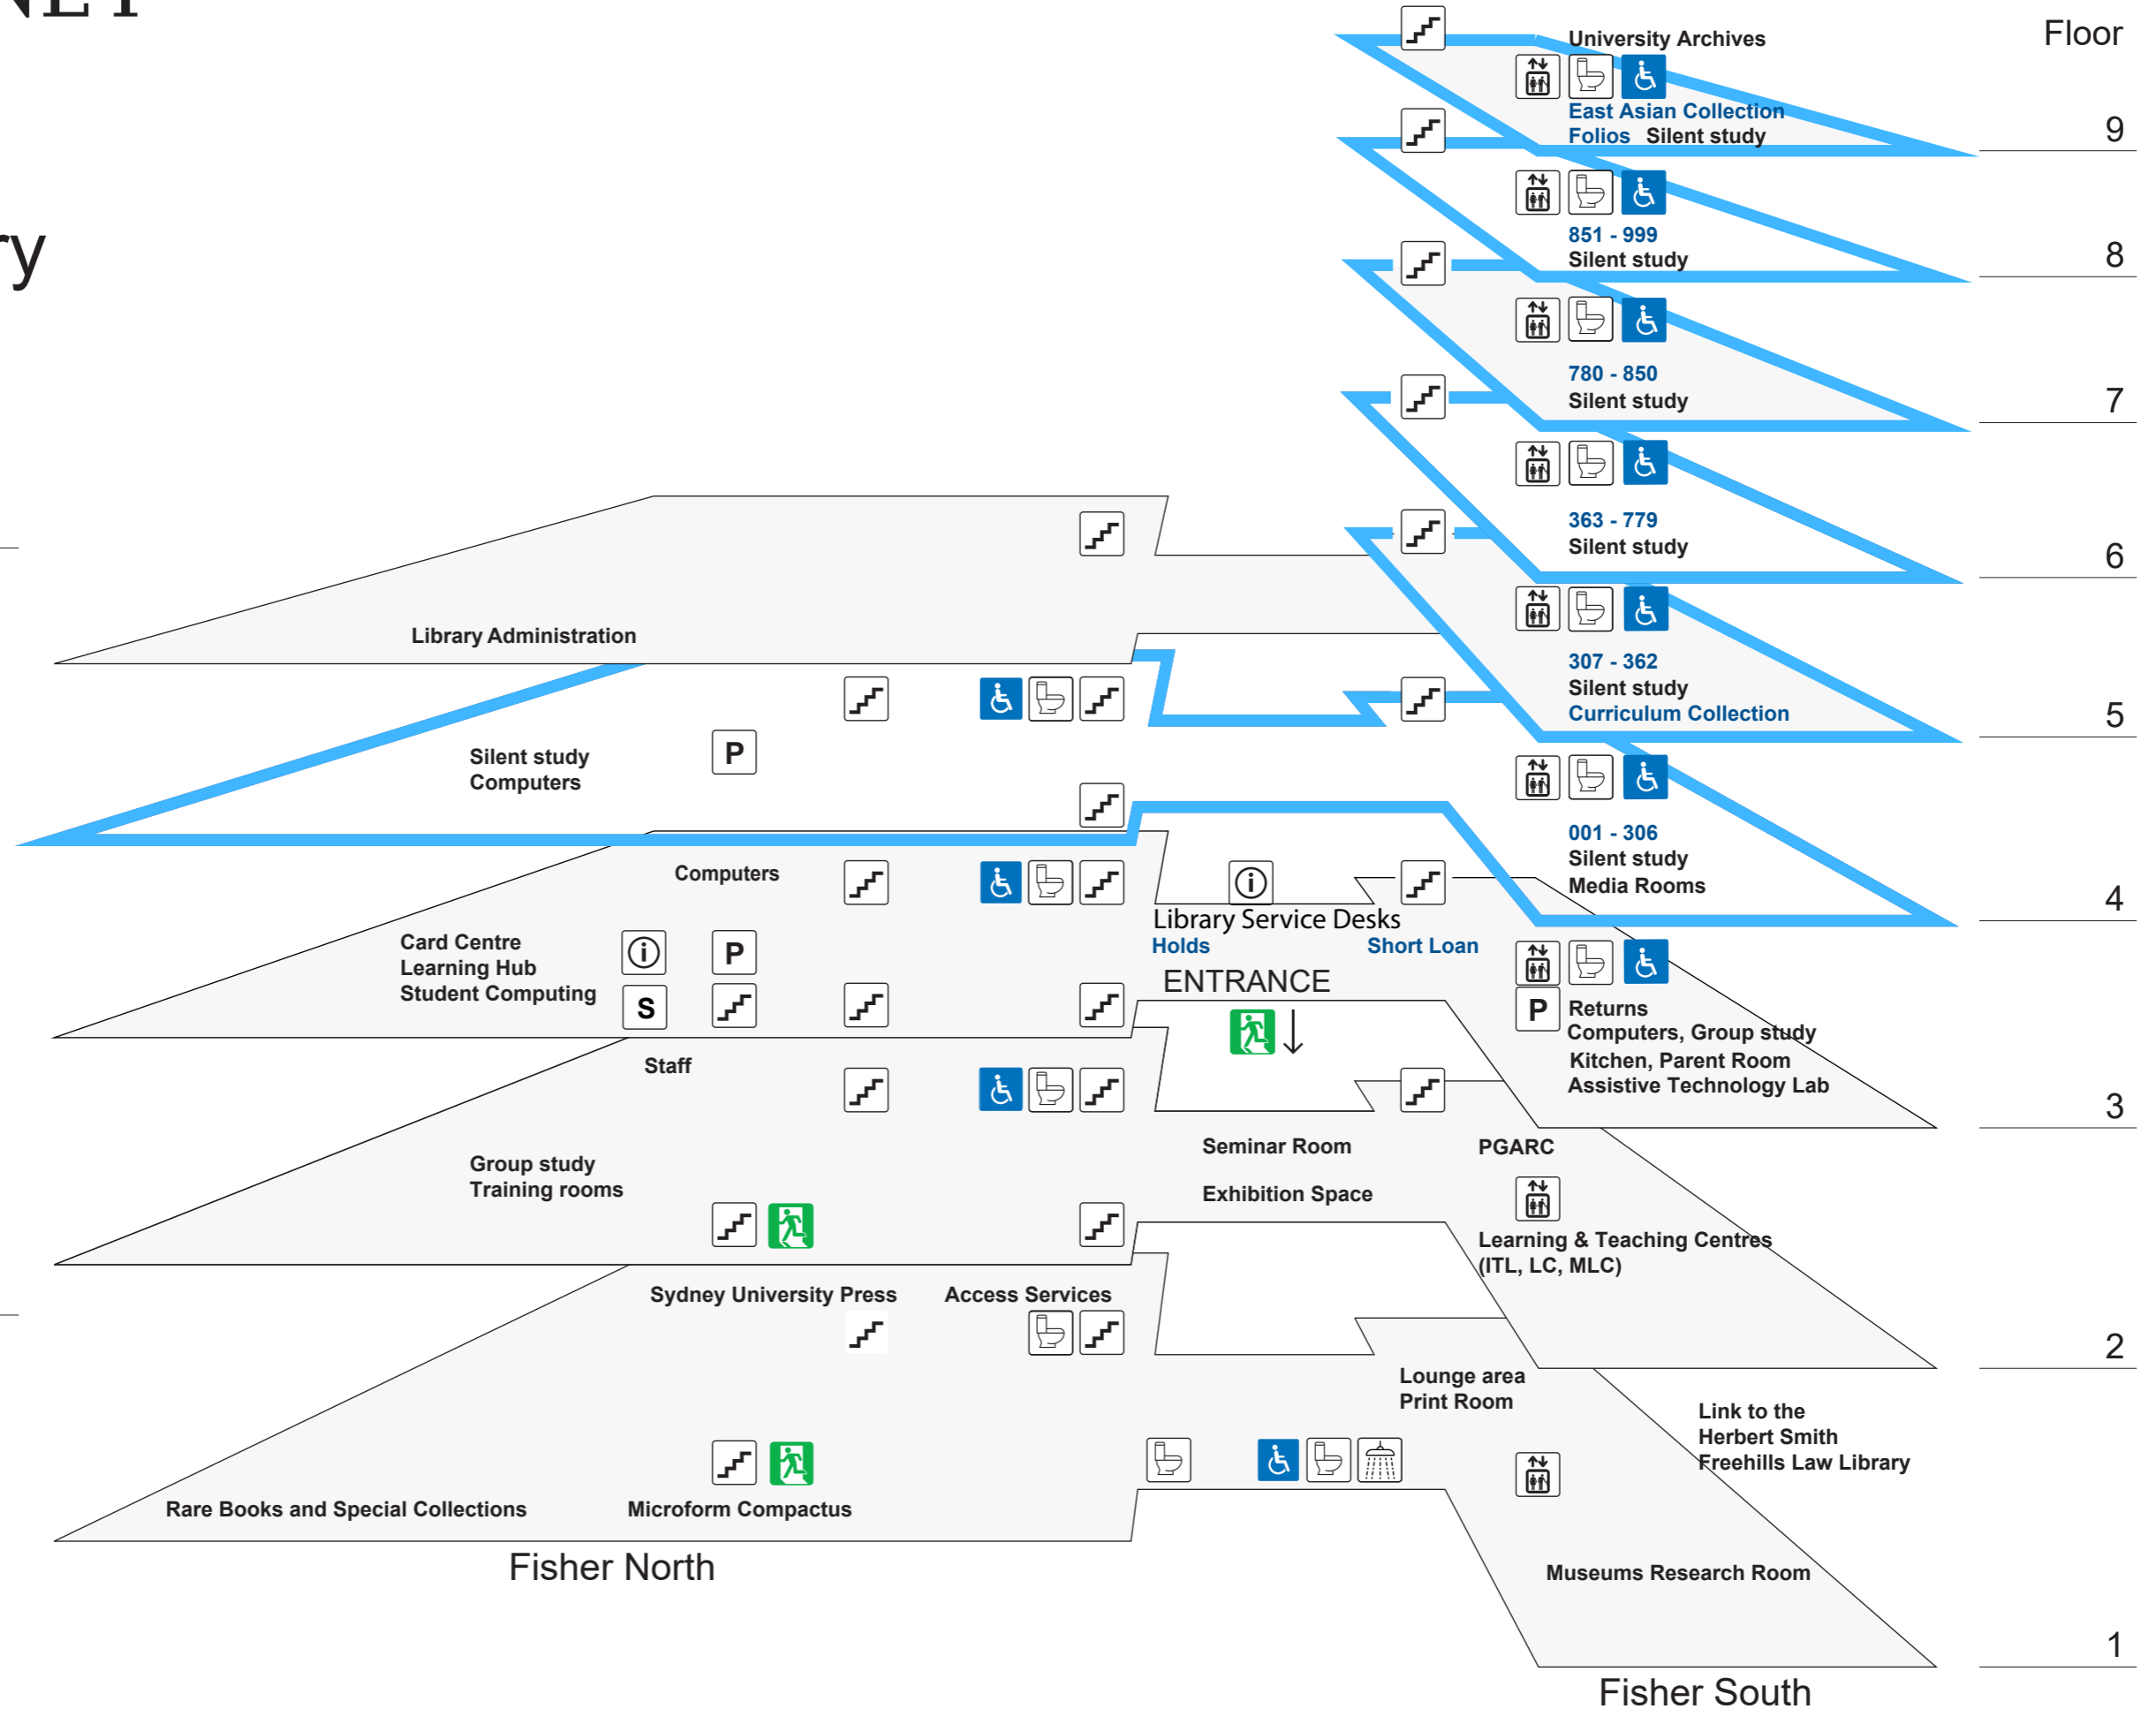 Floor
University Archives
East Asian Collection
Folios Silent study
9
851 - 999
Silent study
8
780 - 850
Silent study
7
363 - 779
Silent study
6
Library Administration
307 - 362
Silent study
Curriculum Collection
5
Silent study
Computers
P
001 - 306
Silent study
Media Rooms
4
Computers
Card Centre
Learning Hub
Student Computing
i
P
S
i
Library Service Desks
Holds
Short Loan
ENTRANCE
P
Returns
Computers, Group study
Kitchen, Parent Room
Assistive Technology Lab
3
Staff
Group study
Training rooms
Seminar Room
Exhibition Space
PGARC
Learning & Teaching Centres
(ITL, LC, MLC)
2
Sydney University Press
Access Services
Lounge area
Print Room
Link to the
Herbert Smith
Freehills Law Library
Rare Books and Special Collections
Microform Compactus
Museums Research Room
1
Fisher North
Fisher South